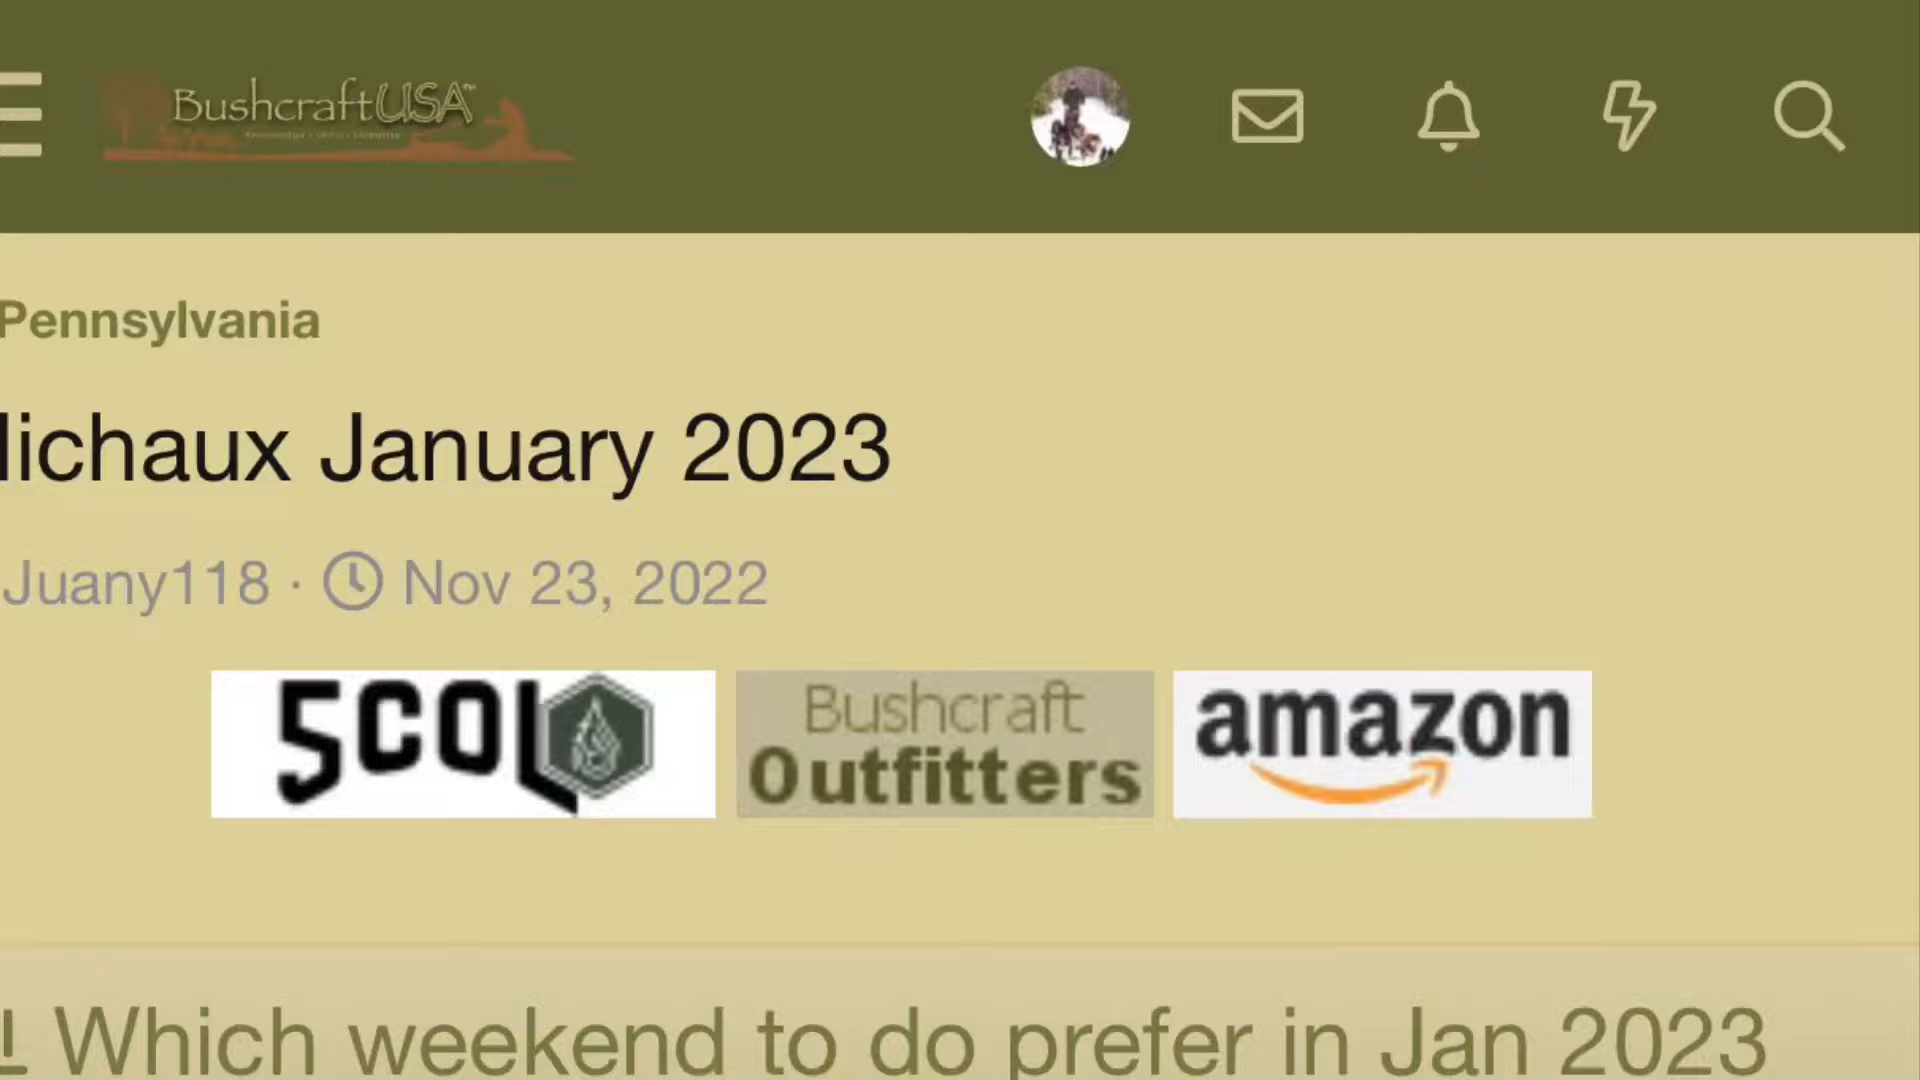 BushcraftUSA
Pennsylvania
ichaux January 2023
Juany118 · Nov 23, 2022
5COL
Bushcraft
Outfitters
amazon
Which weekend to do prefer in Jan 2023